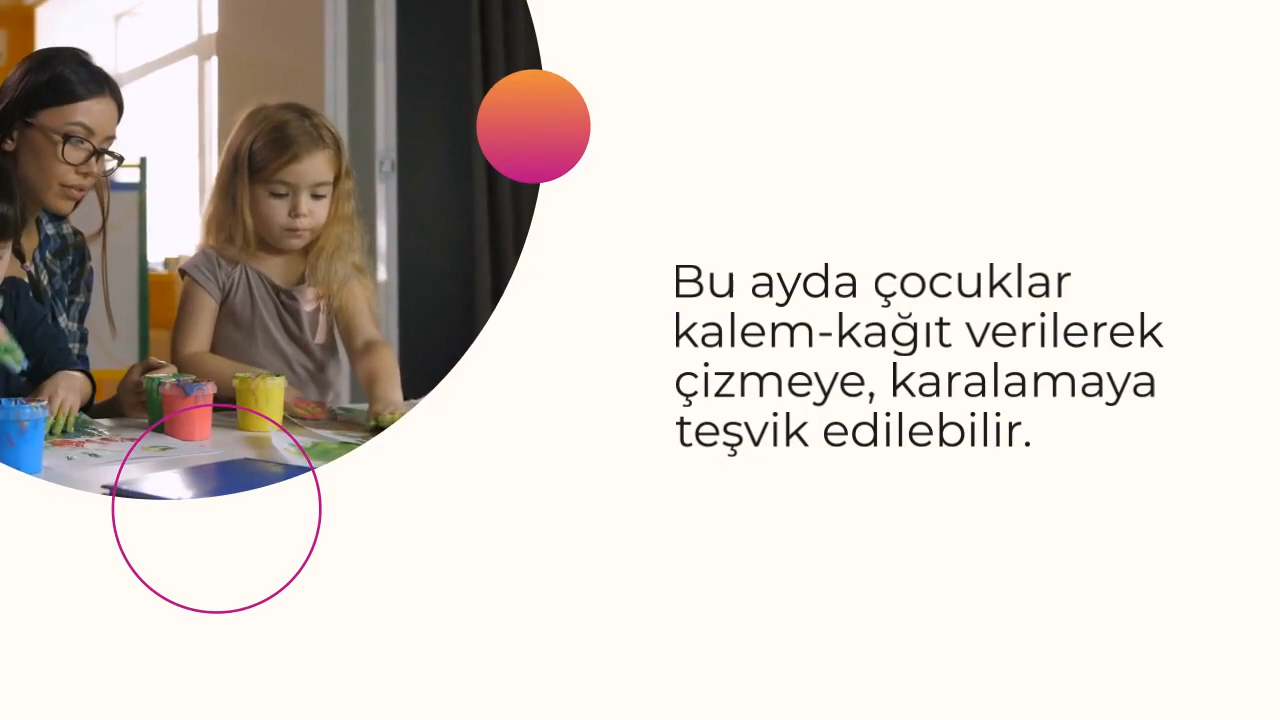 Bu ayda çocuklar
kalem-kağıt verilerek
çizmeye, karalamaya
teşvik edilebilir.